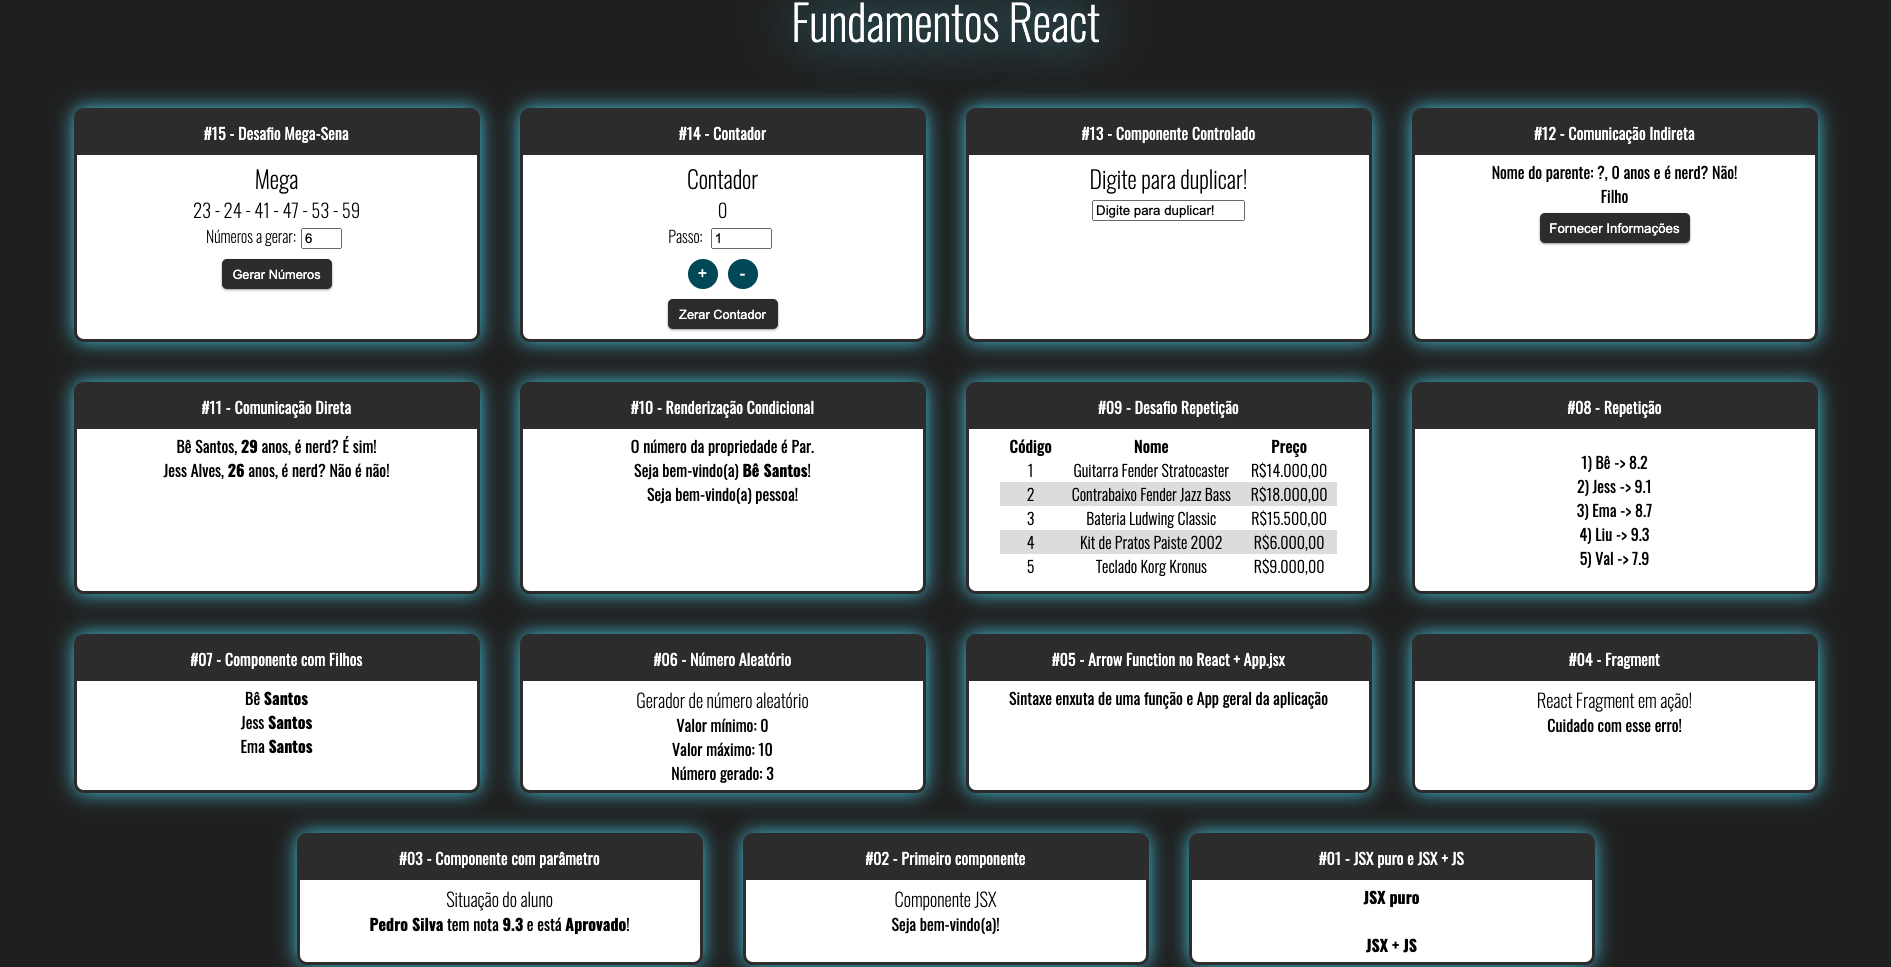 Fundamentos React
#15 - Desafio Mega-Sena
Mega
23 - 24 - 41 - 47 - 53 - 59
Números a gerar: 6
Gerar Números
#14 - Contador
Contador
0
Passo: 1
+ -
Zerar Contador
#13 - Componente Controlado
Digite para duplicar!
Digite para duplicar!
#12 - Comunicação Indireta
Nome do parente: ?, 0 anos e é nerd? Não!
Filho
Fornecer Informações
#11 - Comunicação Direta
Bê Santos, 29 anos, é nerd? É sim!
Jess Alves, 26 anos, é nerd? Não é não!
#10 - Renderização Condicional
O número da propriedade é Par.
Seja bem-vindo(a) Bê Santos!
Seja bem-vindo(a) pessoa!
#09 - Desafio Repetição
Código Nome Preço
1 Guitarra Fender Stratocaster R$14.000,00
2 Contrabaixo Fender Jazz Bass R$18.000,00
3 Bateria Ludwing Classic R$15.500,00
4 Kit de Pratos Paiste 2002 R$6.000,00
5 Teclado Korg Kronus R$9.000,00
#08 - Repetição
1) Bê -> 8.2
2) Jess -> 9.1
3) Ema -> 8.7
4) Liu -> 9.3
5) Val -> 7.9
#07 - Componente com Filhos
Bê Santos
Jess Santos
Ema Santos
#06 - Número Aleatório
Gerador de número aleatório
Valor mínimo: 0
Valor máximo: 10
Número gerado: 3
#05 - Arrow Function no React + App.jsx
Sintaxe enxuta de uma função e App geral da aplicação
#04 - Fragment
React Fragment em ação!
Cuidado com esse erro!
#03 - Componente com parâmetro
Situação do aluno
Pedro Silva tem nota 9.3 e está Aprovado!
#02 - Primeiro componente
Componente JSX
Seja bem-vindo(a)!
#01 - JSX puro e JSX + JS
JSX puro
JSX + JS